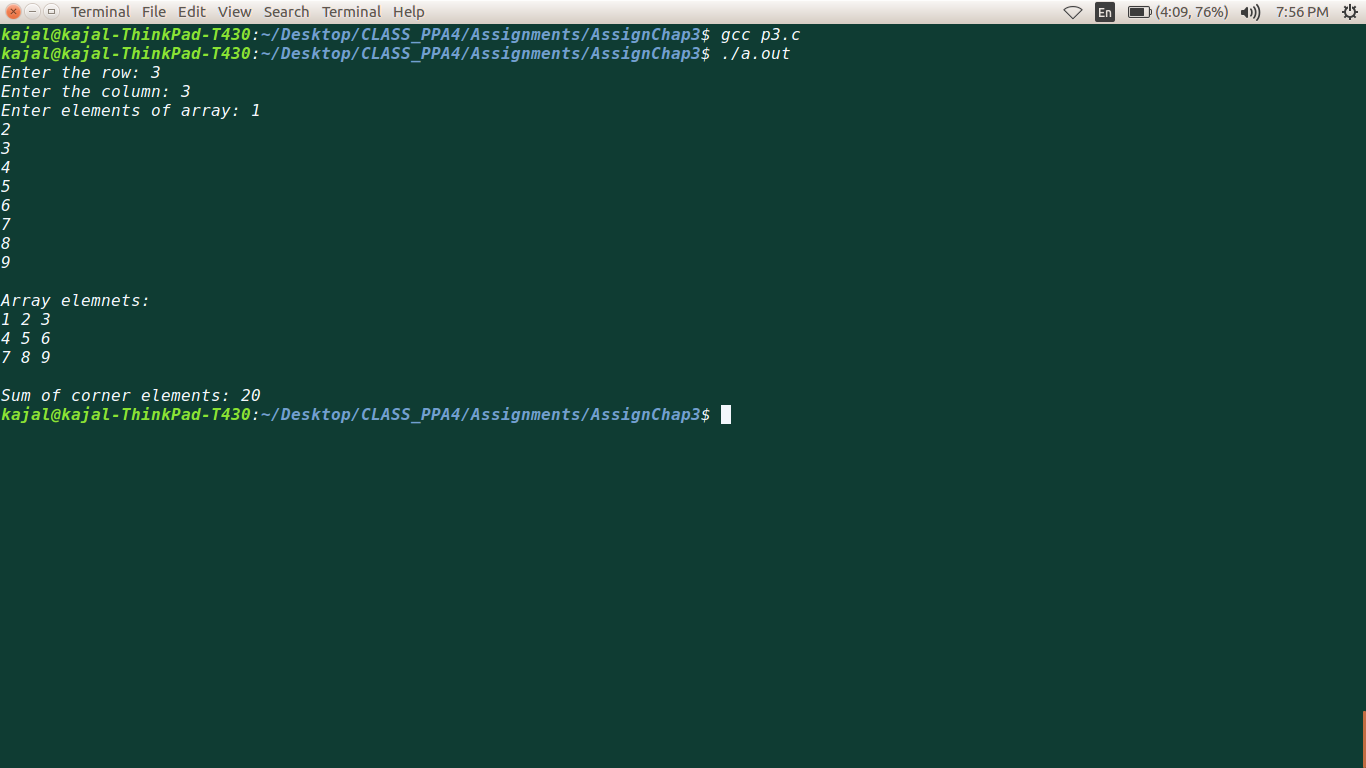 Terminal File Edit View Search Terminal Help En (4:09, 76%) 7:56 PM
kajal@kajal-ThinkPad-T430:~/Desktop/CLASS_PPA4/Assignments/AssignChap3$ gcc p3.c
kajal@kajal-ThinkPad-T430:~/Desktop/CLASS_PPA4/Assignments/AssignChap3$ ./a.out
Enter the row: 3
Enter the column: 3
Enter elements of array: 1
2
3
4
5
6
7
8
9
Array elemnets:
1 2 3
4 5 6
7 8 9
Sum of corner elements: 20
kajal@kajal-ThinkPad-T430:~/Desktop/CLASS_PPA4/Assignments/AssignChap3$